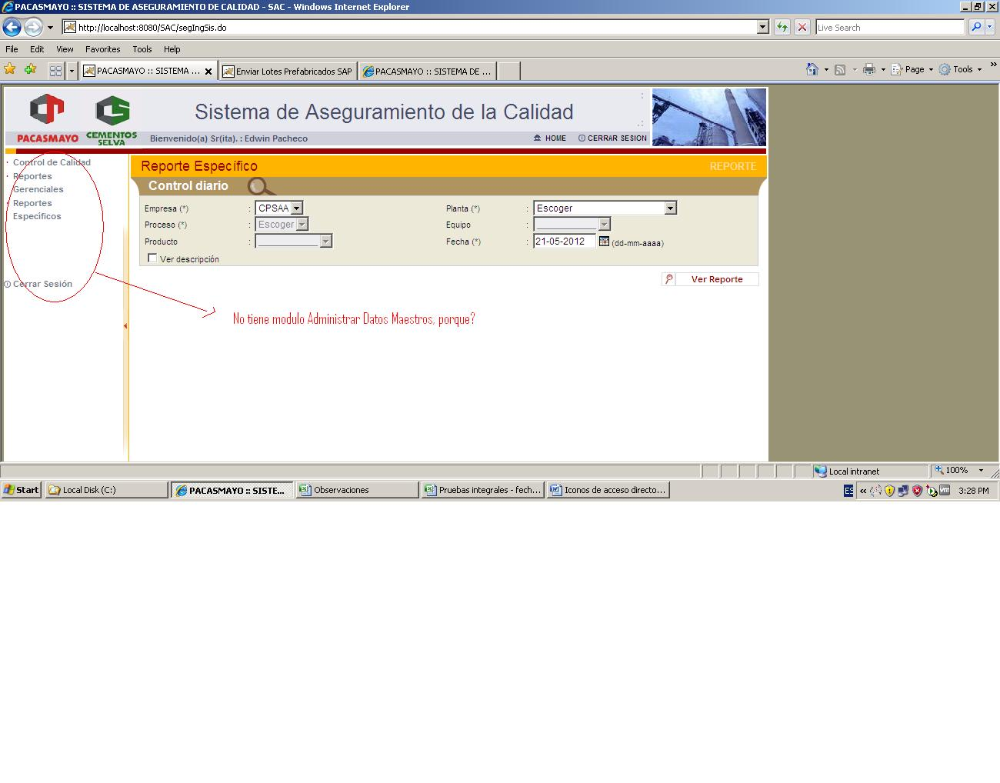 PACASMAYO :: SISTEMA DE ASEGURAMIENTO DE CALIDAD - SAC - Windows Internet Explorer
http://localhost:8080/SAC/segIngSis.do
Live Search
File Edit View Favorites Tools Help
PACASMAYO :: SISTEMA ... Enviar Lotes Prefabricados SAP PACASMAYO :: SISTEMA DE ... Page Tools
PACASMAYO
CEMENTOS SELVA
Sistema de Aseguramiento de la Calidad
Bienvenido(a) Sr(ita). : Edwin Pacheco HOME CERRAR SESION
Control de Calidad
Reportes
Gerenciales
Reportes
Específicos
Cerrar Sesión
Reporte Específico REPORTE
Control diario
Empresa (*) : CPSAA Planta (*) : Escoger
Proceso (*) : Escoger Equipo :
Producto : Fecha (*) : 21-05-2012 (dd-mm-aaaa)
Ver descripción
Ver Reporte
No tiene modulo Administrar Datos Maestros, porque?
Local intranet 100%
Start Local Disk (C:) PACASMAYO :: SISTE... Observaciones Pruebas integrales - fech... Iconos de acceso directo... ES 3:28 PM